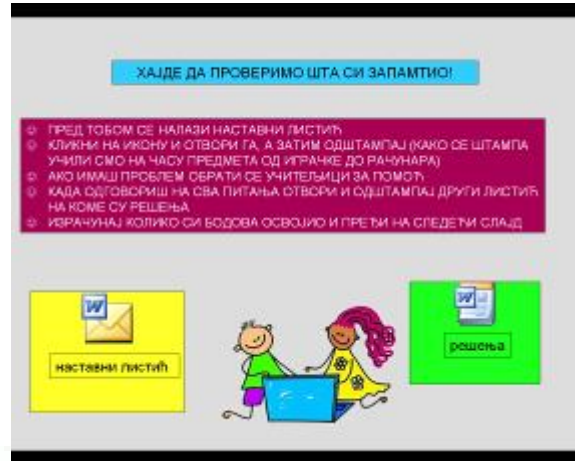 ХАЈДЕ ДА ПРОВЕРИМО ШТА СИ ЗАПАМТИО!
ПРЕД ТОБОМ СЕ НАЛАЗИ НАСТАВНИ ЛИСТИЋ
КЛИКНИ НА ИКОНУ И ОТВОРИ ГА, А ЗАТИМ ОДШТАМПАЈ (КАКО СЕ ШТАМПА
УЧИЛИ СМО НА ЧАСУ ПРЕДМЕТА ОД ИГРАЧКЕ ДО РАЧУНАРА)
АКО ИМАШ ПРОБЛЕМ ОБРАТИ СЕ УЧИТЕЉИЦИ ЗА ПОМОЋ
КАДА ОДГОВОРИШ НА СВА ПИТАЊА ОТВОРИ И ОДШТАМПАЈ ДРУГИ ЛИСТИЋ
НА КОМЕ СУ РЕШЕЊА
ИЗРАЧУНАЈ КОЛИКО СИ БОДОВА ОСВОЈИО И ПРЕЂИ НА СЛЕДЕЋИ СЛАЈД
W
W
решења
наставни листић